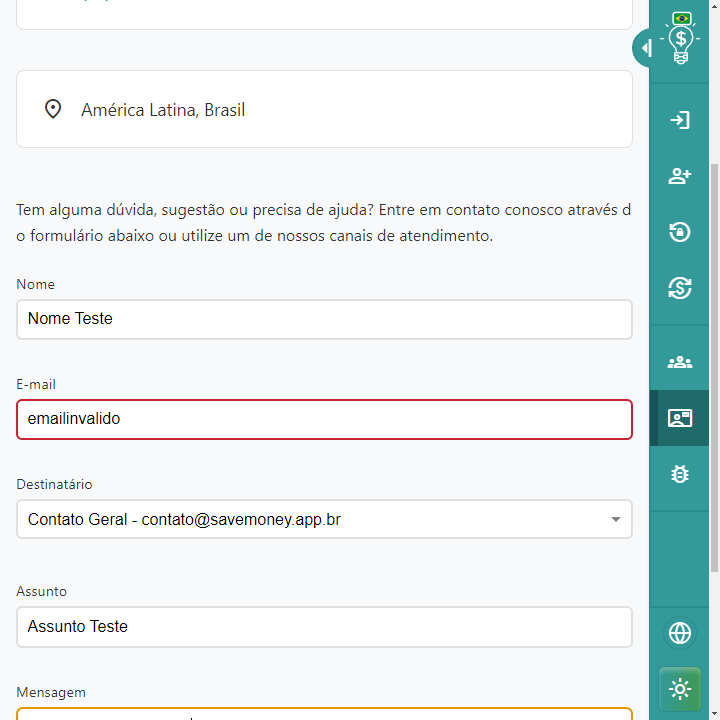 América Latina, Brasil
Tem alguma dúvida, sugestão ou precisa de ajuda? Entre em contato conosco através d
o formulário abaixo ou utilize um de nossos canais de atendimento.
Nome
Nome Teste
E-mail
emailinvalido
Destinatário
Contato Geral - contato@savemoney.app.br
Assunto
Assunto Teste
Mensagem